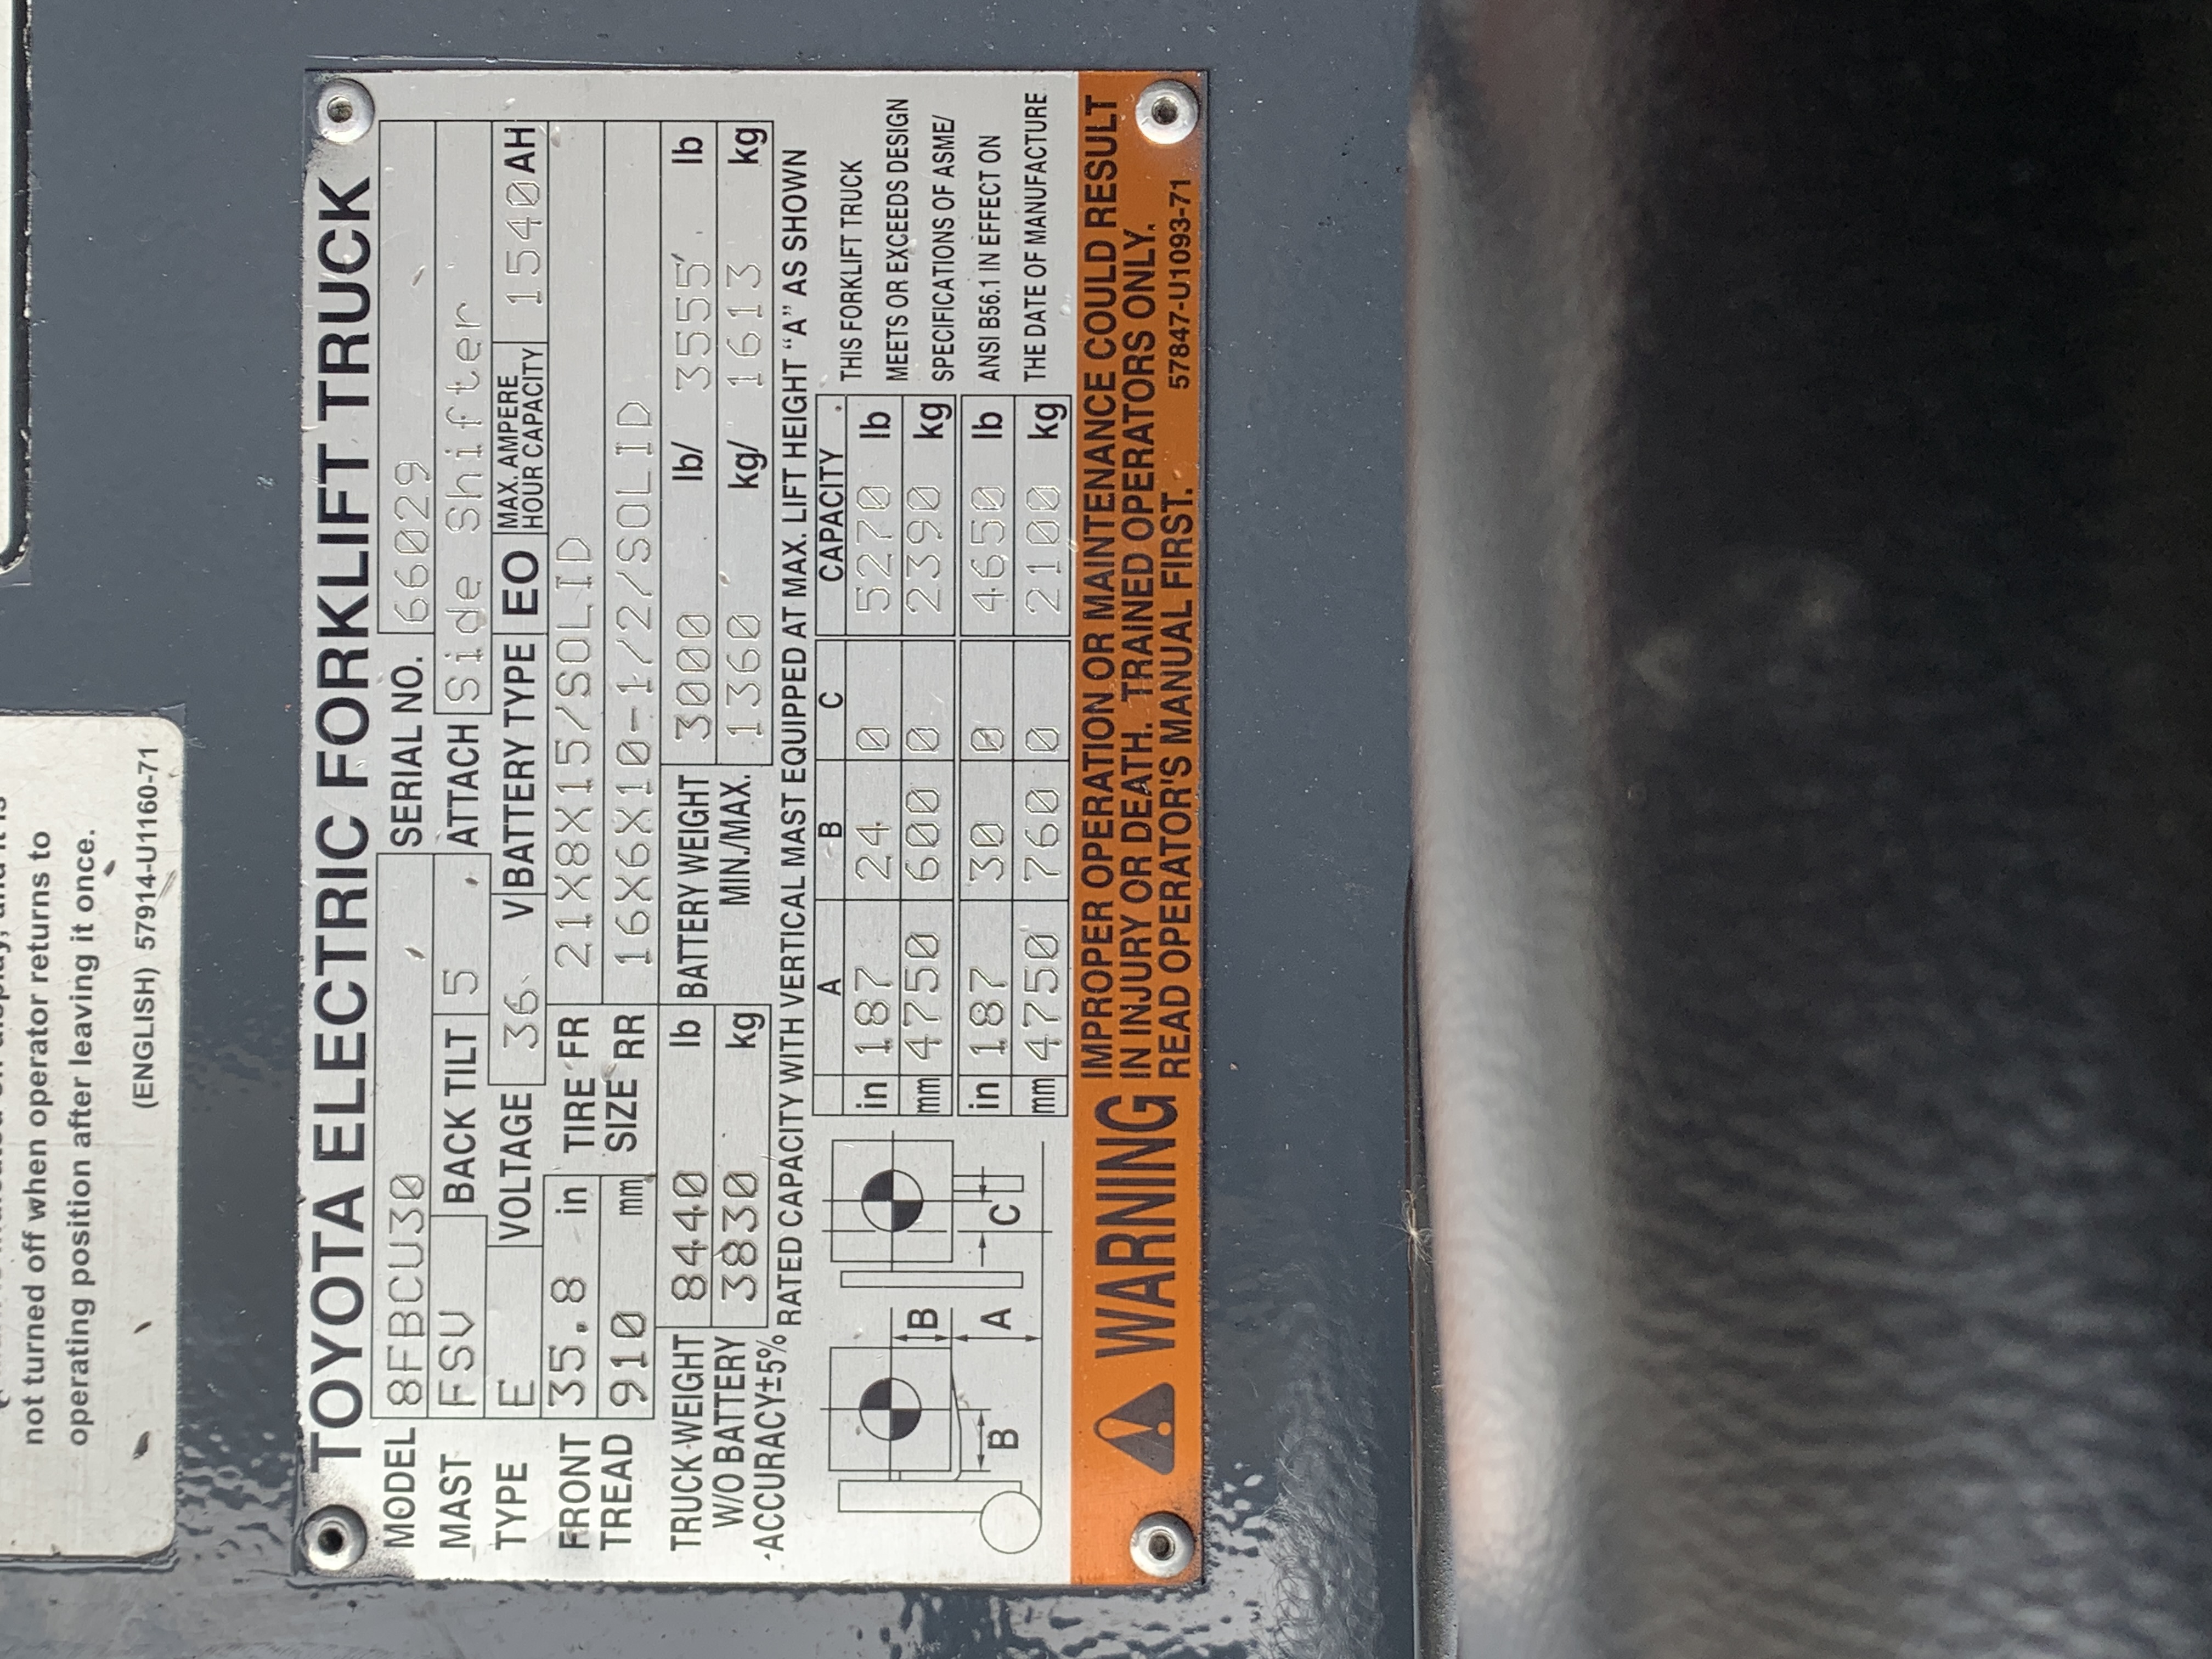 not turned off when operator returns to
operating position after leaving it once.
(ENGLISH) 57914-U1160-71
TOYOTA ELECTRIC FORKLIFT TRUCK
MODEL 8FBCU30 SERIAL NO. 66029
MAST FSV BACK TILT 5 ATTACH Side Shifter
TYPE E VOLTAGE 36 V BATTERY TYPE EO MAX. AMPERE HOUR CAPACITY 1540 AH
FRONT TREAD 35.8 in TIRE SIZE FR 21X8X15/SOLID
910 mm RR 16X6X10-1/2/SOLID
TRUCK WEIGHT 8440 lb BATTERY WEIGHT 3000 lb/ 3555 lb
W/O BATTERY 3830 kg MIN./MAX. 1360 kg/ 1613 kg
ACCURACY±5% RATED CAPACITY WITH VERTICAL MAST EQUIPPED AT MAX. LIFT HEIGHT “A” AS SHOWN
A B C CAPACITY
in 187 24 0 5270 lb
mm 4750 600 0 2390 kg
in 187 30 0 4650 lb
mm 4750 760 0 2100 kg
B
A
B
C
THIS FORKLIFT TRUCK
MEETS OR EXCEEDS DESIGN
SPECIFICATIONS OF ASME/
ANSI B56.1 IN EFFECT ON
THE DATE OF MANUFACTURE
WARNING
IMPROPER OPERATION OR MAINTENANCE COULD RESULT
IN INJURY OR DEATH. TRAINED OPERATORS ONLY.
READ OPERATOR'S MANUAL FIRST.
57847-U1093-71